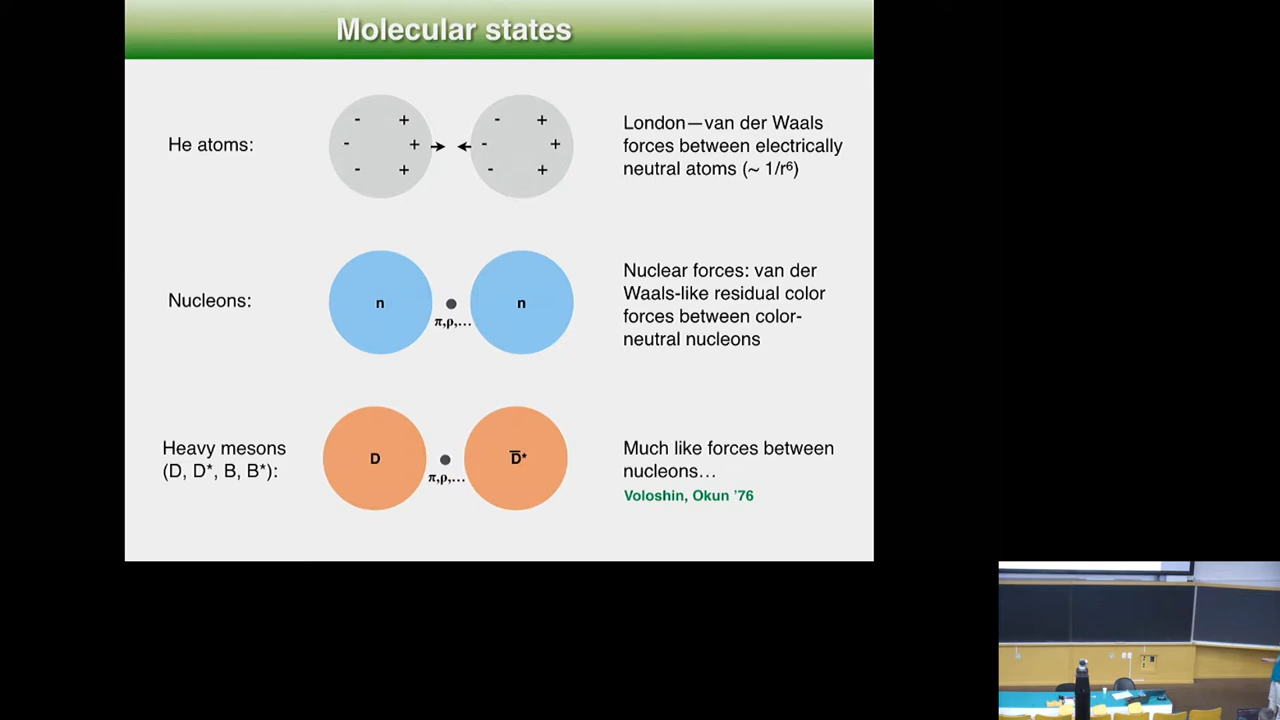 Molecular states
He atoms:
- + - +
- + - +
- + - +
London—van der Waals
forces between electrically
neutral atoms (~ 1/r⁶)
Nucleons:
n
π,ρ,…
n
Nuclear forces: van der
Waals-like residual color
forces between color-
neutral nucleons
Heavy mesons
(D, D*, B, B*):
D
π,ρ,…
D̅*
Much like forces between
nucleons…
Voloshin, Okun ’76